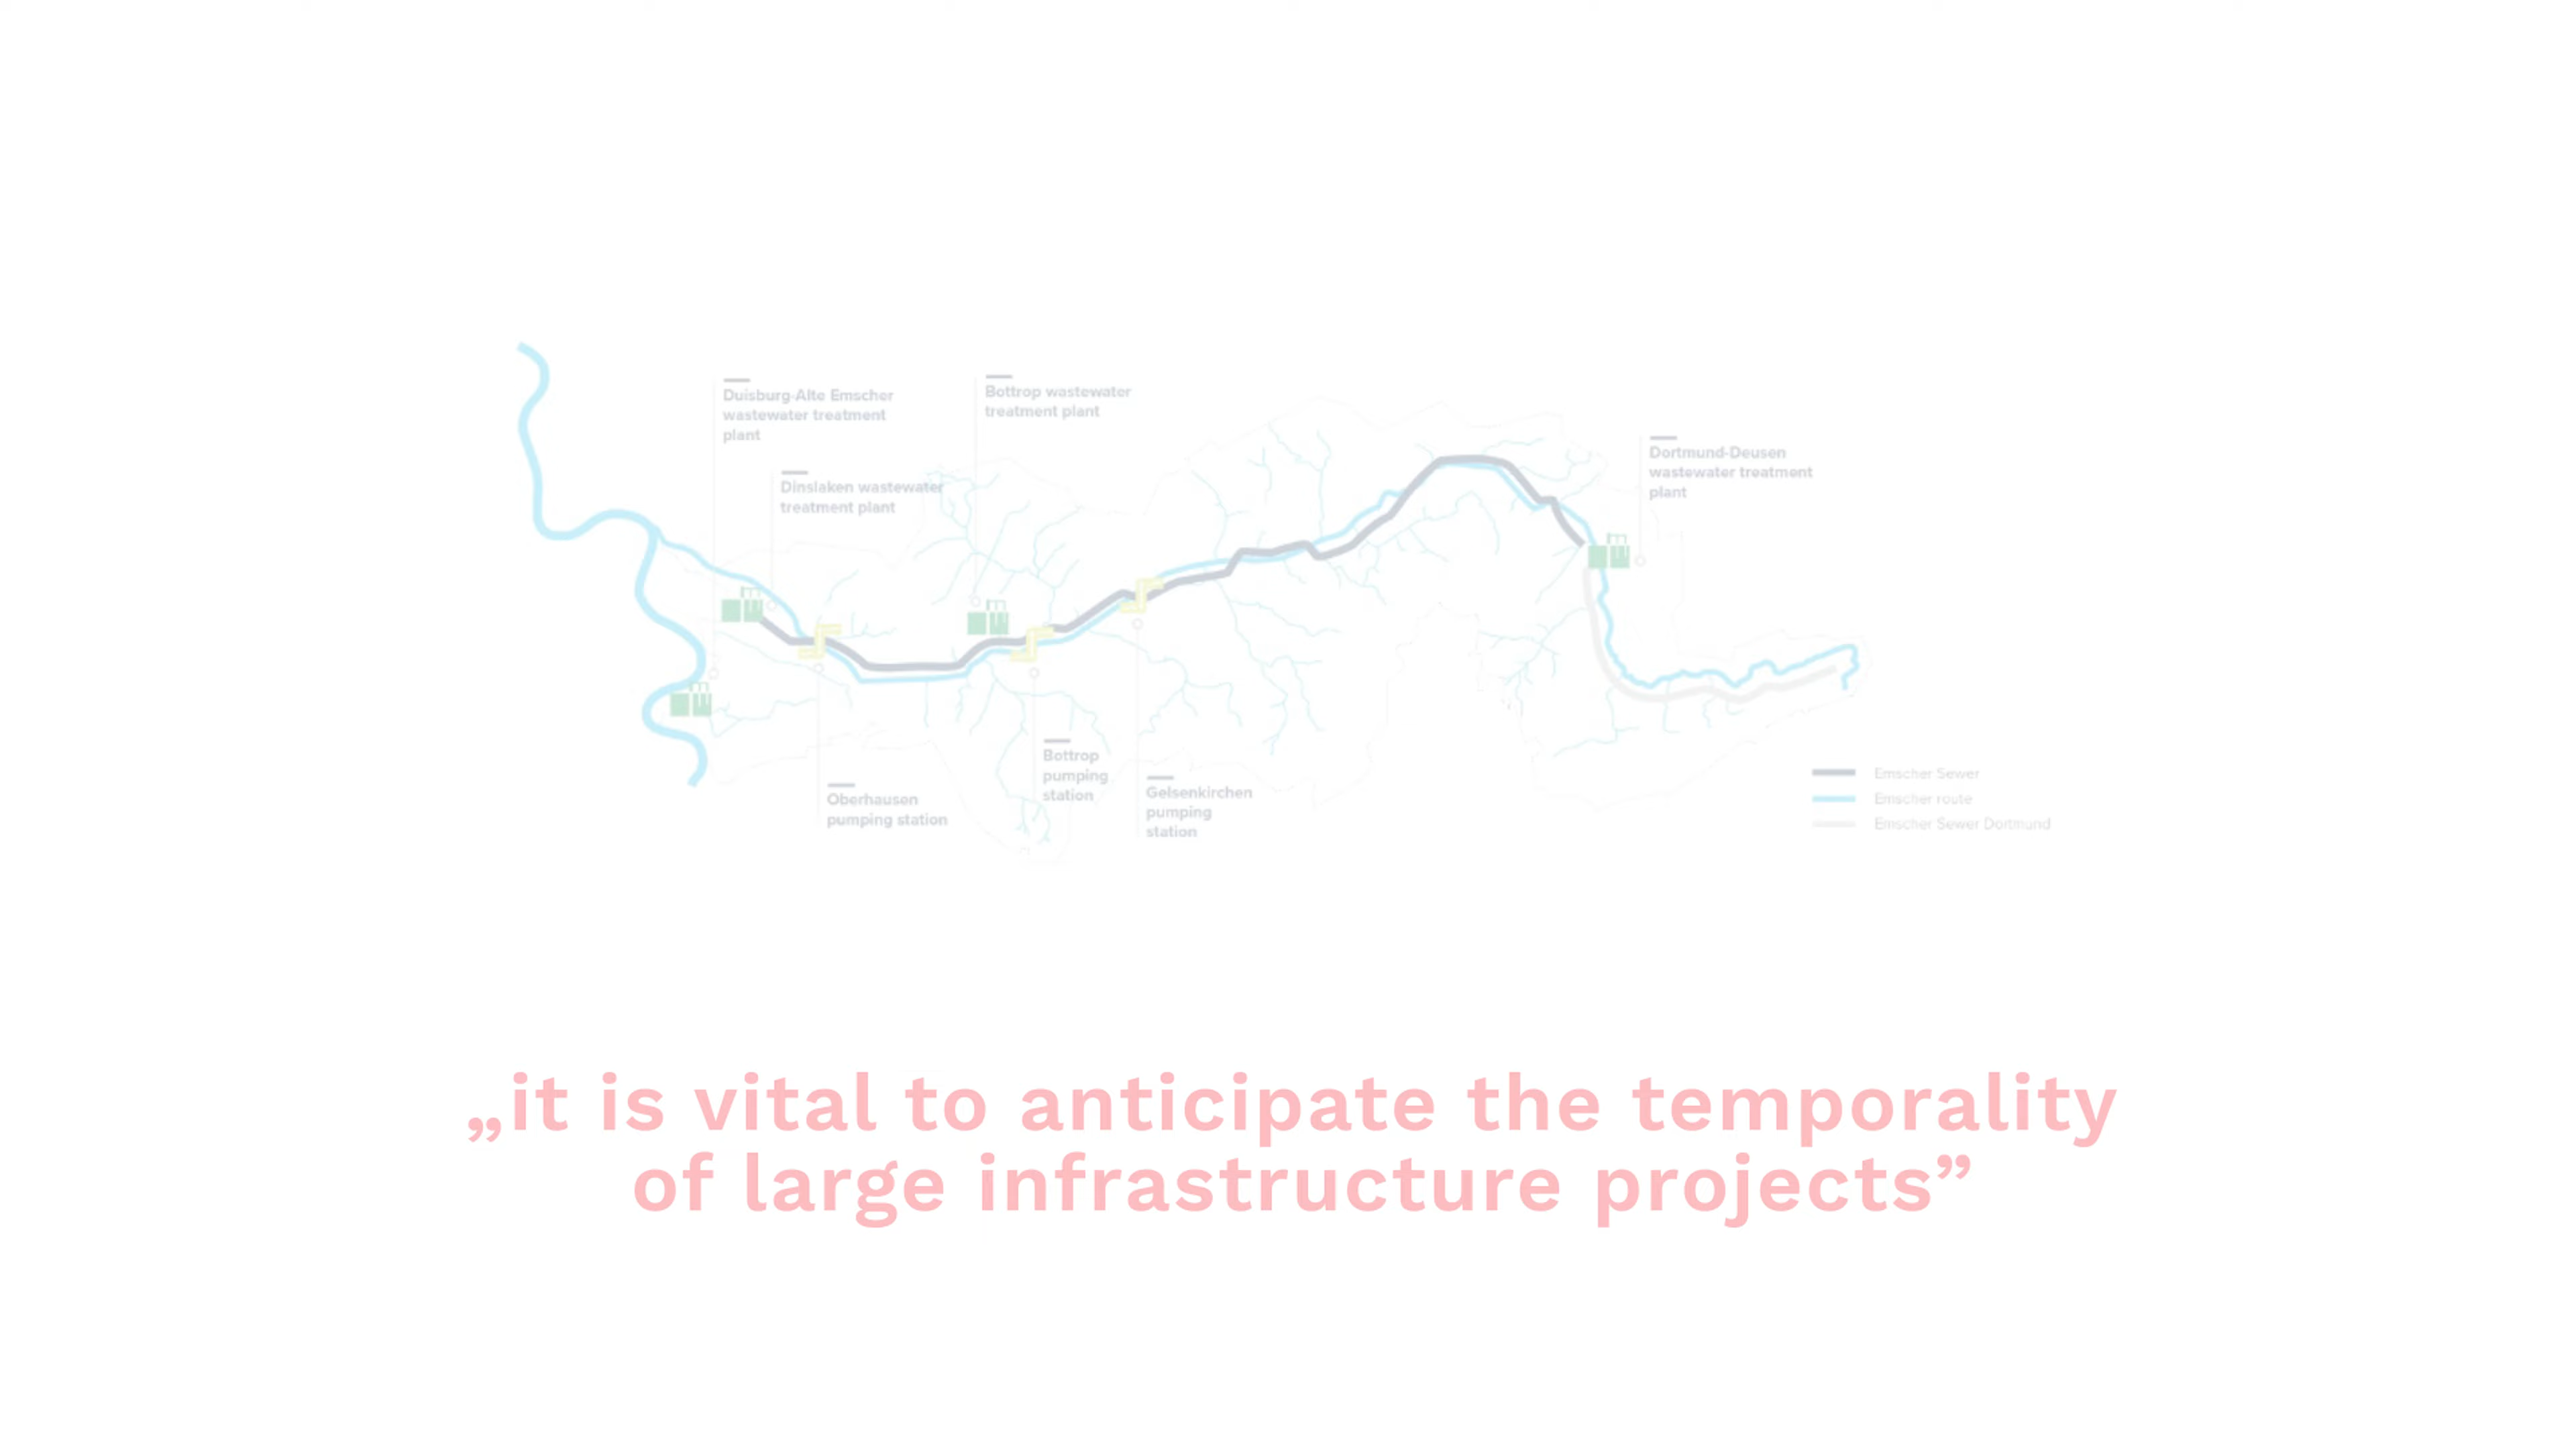 Duisburg-Alte Emscher
wastewater treatment
plant
Bottrop wastewater
treatment plant
Dinslaken wastewater
treatment plant
Dortmund-Deusen
wastewater treatment
plant
Oberhausen
pumping station
Bottrop
pumping
station
Gelsenkirchen
pumping
station
Emscher Sewer
Emscher route
Emscher Sewer Dortmund
„it is vital to anticipate the temporality
of large infrastructure projects”